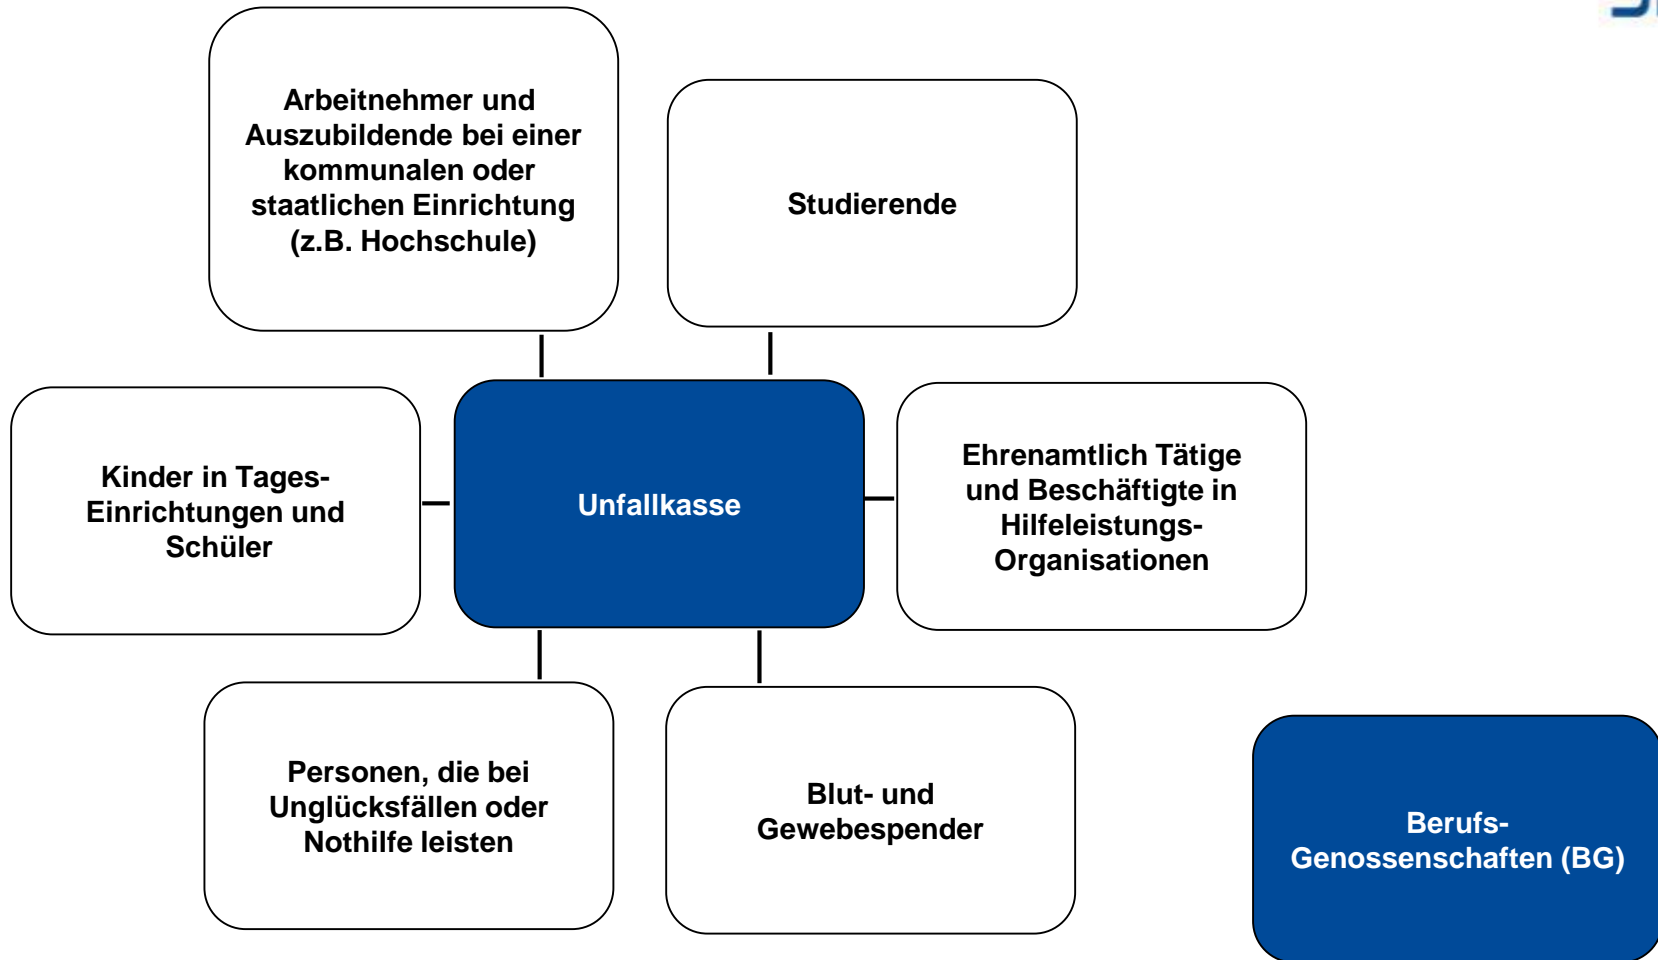 Arbeitnehmer und
Auszubildende bei einer
kommunalen oder
staatlichen Einrichtung
(z.B. Hochschule)
Studierende
Kinder in Tages-
Einrichtungen und
Schüler
Unfallkasse
Ehrenamtlich Tätige
und Beschäftigte in
Hilfeleistungs-
Organisationen
Personen, die bei
Unglücksfällen oder
Nothilfe leisten
Blut- und
Gewebespender
Berufs-
Genossenschaften (BG)